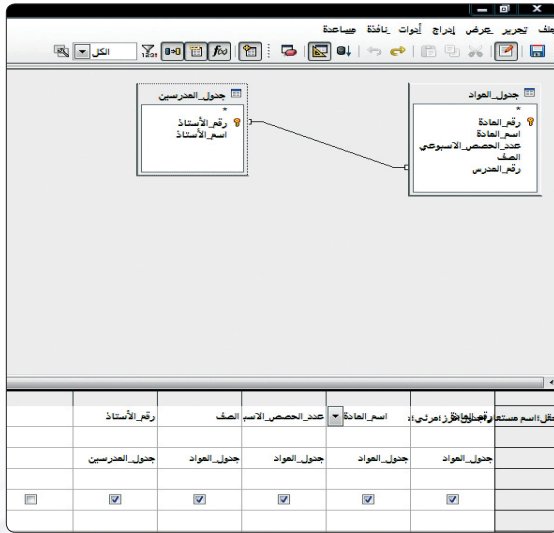 ملف تحرير عرض إدراج أدوات نافذة مساعدة
الكل
جدول_المواد
*
رقم_المادة
اسم_المادة
عدد_الحصص_الاسبوعي
الصف
رقم_المدرس
جدول_المدرسين
*
رقم_الأستاذ
اسم_الأستاذ
اسم_المادة عدد_الحصص_الاسب الصف رقم_الأستاذ
جدول_المواد جدول_المواد جدول_المواد جدول_المواد جدول_المدرسين